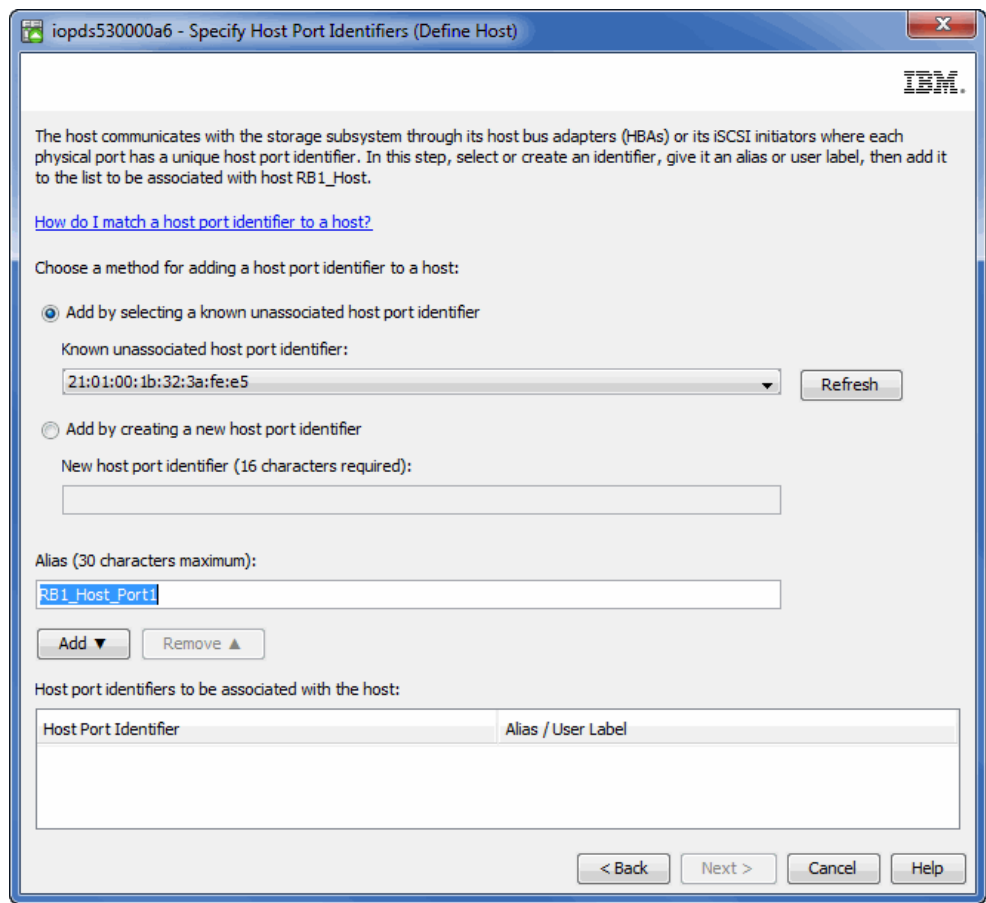 iopds530000a6 - Specify Host Port Identifiers (Define Host)
IBM.
The host communicates with the storage subsystem through its host bus adapters (HBAs) or its iSCSI initiators where each
physical port has a unique host port identifier. In this step, select or create an identifier, give it an alias or user label, then add it
to the list to be associated with host RB1_Host.
How do I match a host port identifier to a host?
Choose a method for adding a host port identifier to a host:
Add by selecting a known unassociated host port identifier
Known unassociated host port identifier:
21:01:00:1b:32:3a:fe:e5
Refresh
Add by creating a new host port identifier
New host port identifier (16 characters required):
Alias (30 characters maximum):
RB1_Host_Port1
Add ▼ Remove ▲
Host port identifiers to be associated with the host:
Host Port Identifier Alias / User Label
< Back Next > Cancel Help